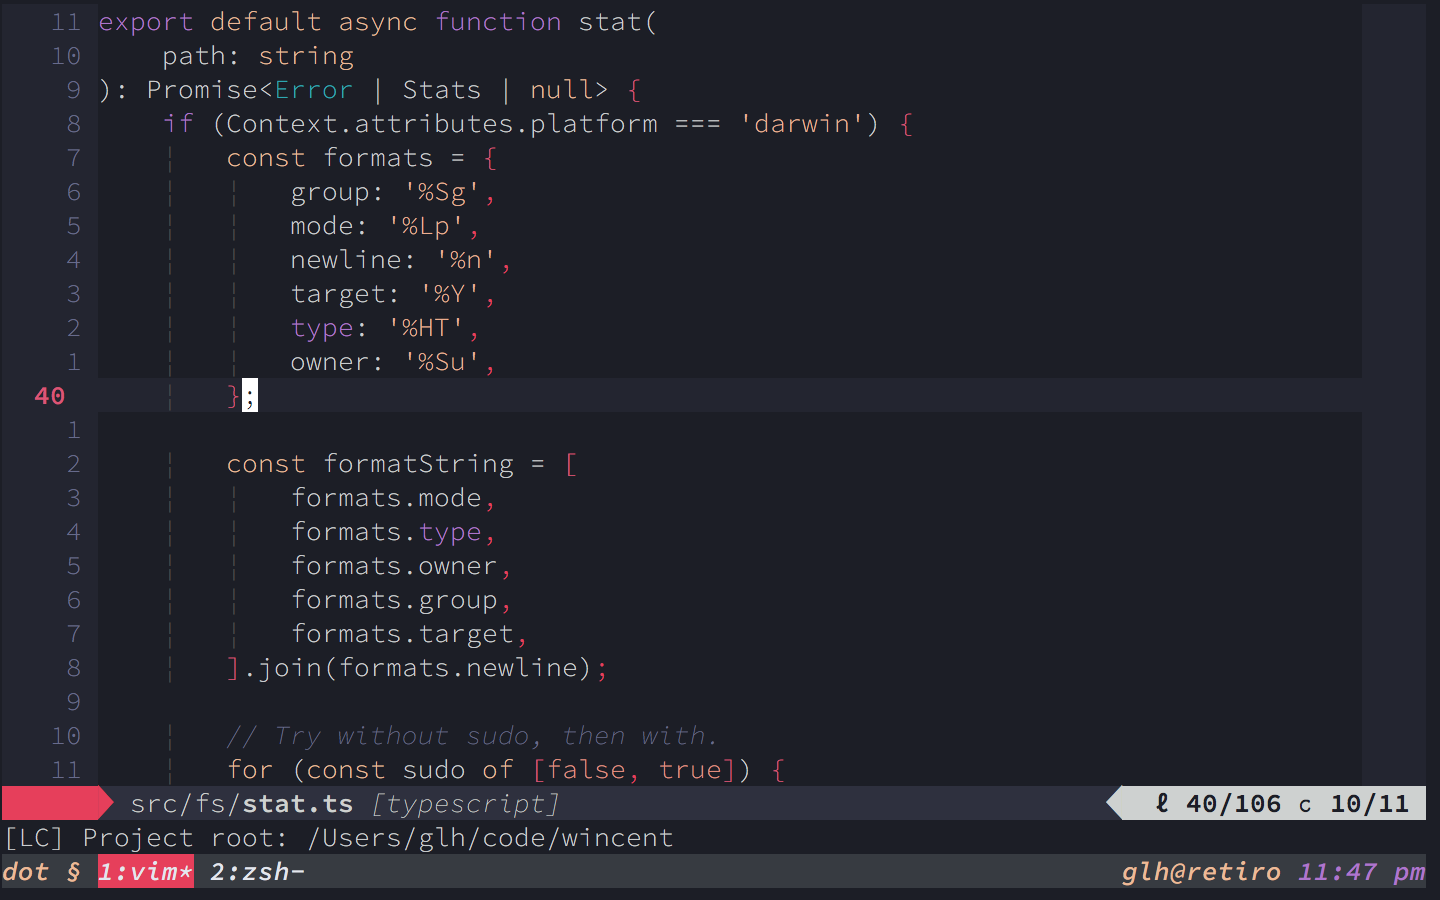 11 export default async function stat(
10     path: string
9 ): Promise<Error | Stats | null> {
8     if (Context.attributes.platform === 'darwin') {
7         const formats = {
6             group: '%Sg',
5             mode: '%Lp',
4             newline: '%n',
3             target: '%Y',
2             type: '%HT',
1             owner: '%Su',
40         };
1
2         const formatString = [
3             formats.mode,
4             formats.type,
5             formats.owner,
6             formats.group,
7             formats.target,
8         ].join(formats.newline);
9
10         // Try without sudo, then with.
11         for (const sudo of [false, true]) {
src/fs/stat.ts [typescript] ℓ 40/106 c 10/11
[LC] Project root: /Users/glh/code/wincent
dot § 1:vim* 2:zsh- glh@retiro 11:47 pm